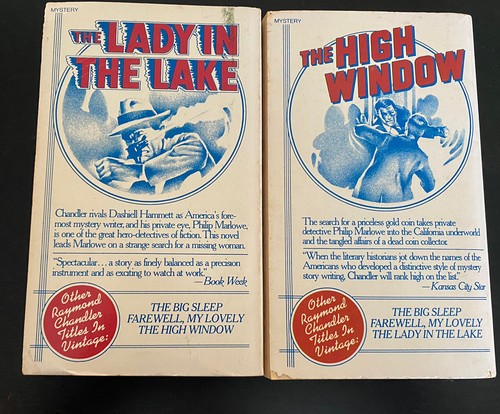 MYSTERY
THE LADY IN
THE LAKE
Chandler rivals Dashiell Hammett as America's fore-
most mystery writer, and his private eye, Philip Marlowe,
is one of the great hero-detectives of fiction. This novel
leads Marlowe on a strange search for a missing woman.
"Spectacular... a story as finely balanced as a precision
instrument and as exciting to watch at work."
—Book Week
Other
Raymond
Chandler
Titles In
Vintage:
THE BIG SLEEP
FAREWELL, MY LOVELY
THE HIGH WINDOW
MYSTERY
THE HIGH
WINDOW
The search for a priceless gold coin takes private
detective Philip Marlowe into the California underworld
and the tangled affairs of a dead coin collector.
"When the literary historians jot down the names of the
Americans who developed a distinctive style of mystery
story writing, Chandler will rank high on the list."
—Kansas City Star
Other
Raymond
Chandler
Titles In
Vintage:
THE BIG SLEEP
FAREWELL, MY LOVELY
THE LADY IN THE LAKE